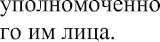 уполномоченно
го им лица.